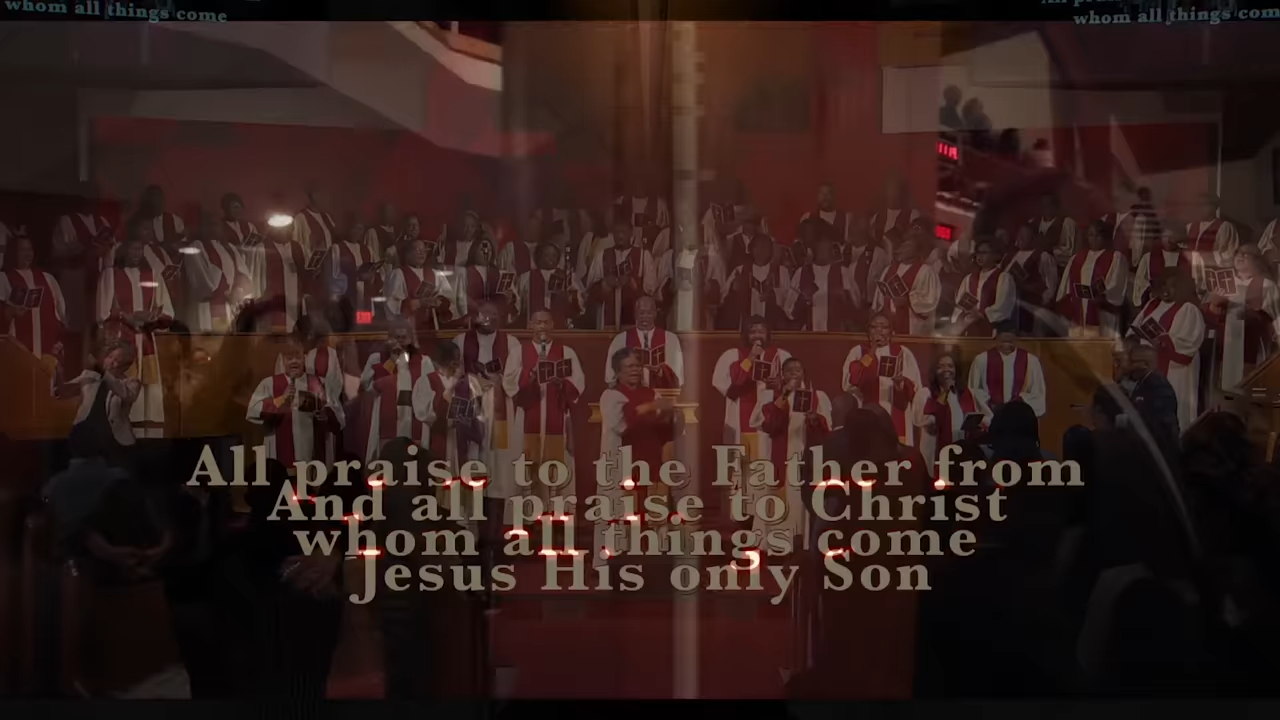 whom all things come
whom all things com
All praise to the Father from
And all praise to Christ
whom all things come
Jesus His only Son